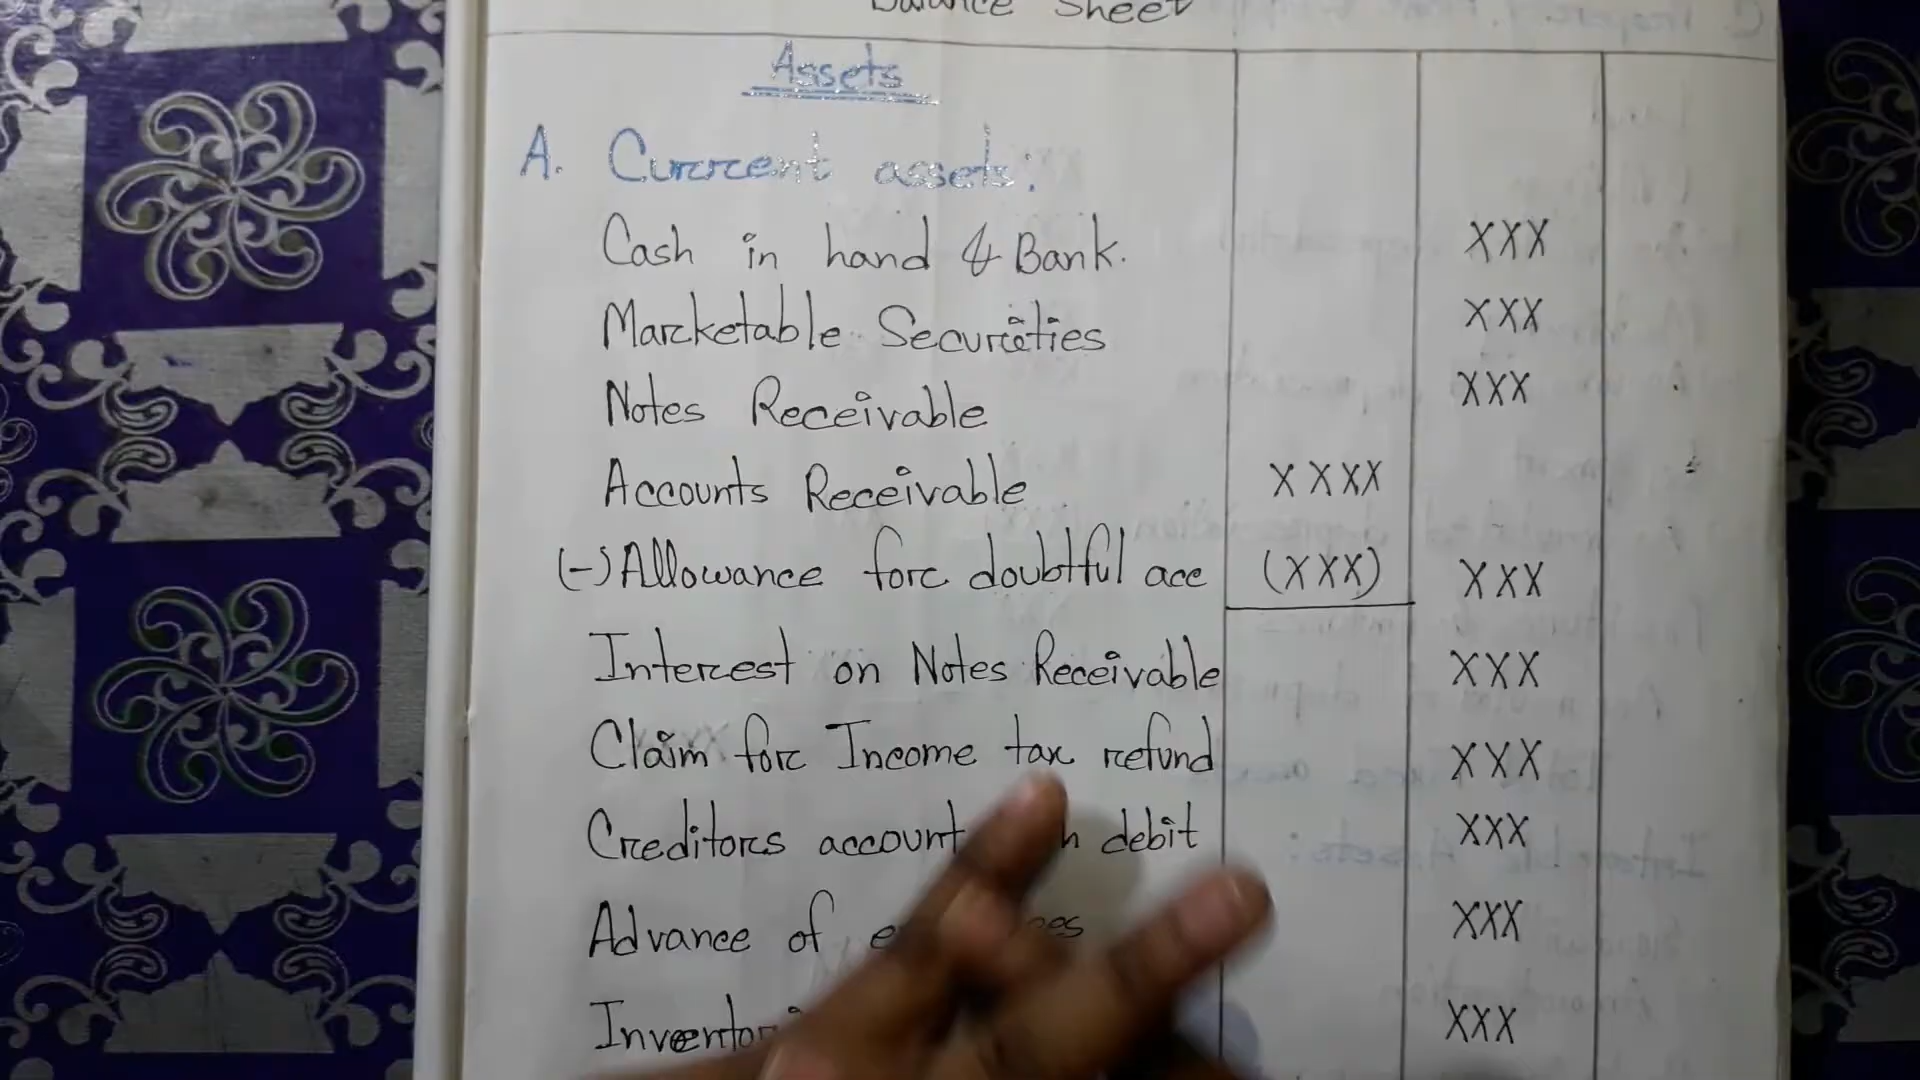 Balance Sheet
Assets
A. Current assets:
Cash in hand & Bank. XXX
Marketable Securities XXX
Notes Receivable XXX
Accounts Receivable XXXX
(-) Allowance for doubtful acc (XXX) XXX
Interest on Notes Receivable XXX
Claim for Income tax refund XXX
Creditors account debit XXX
Advance of XXX
XXX